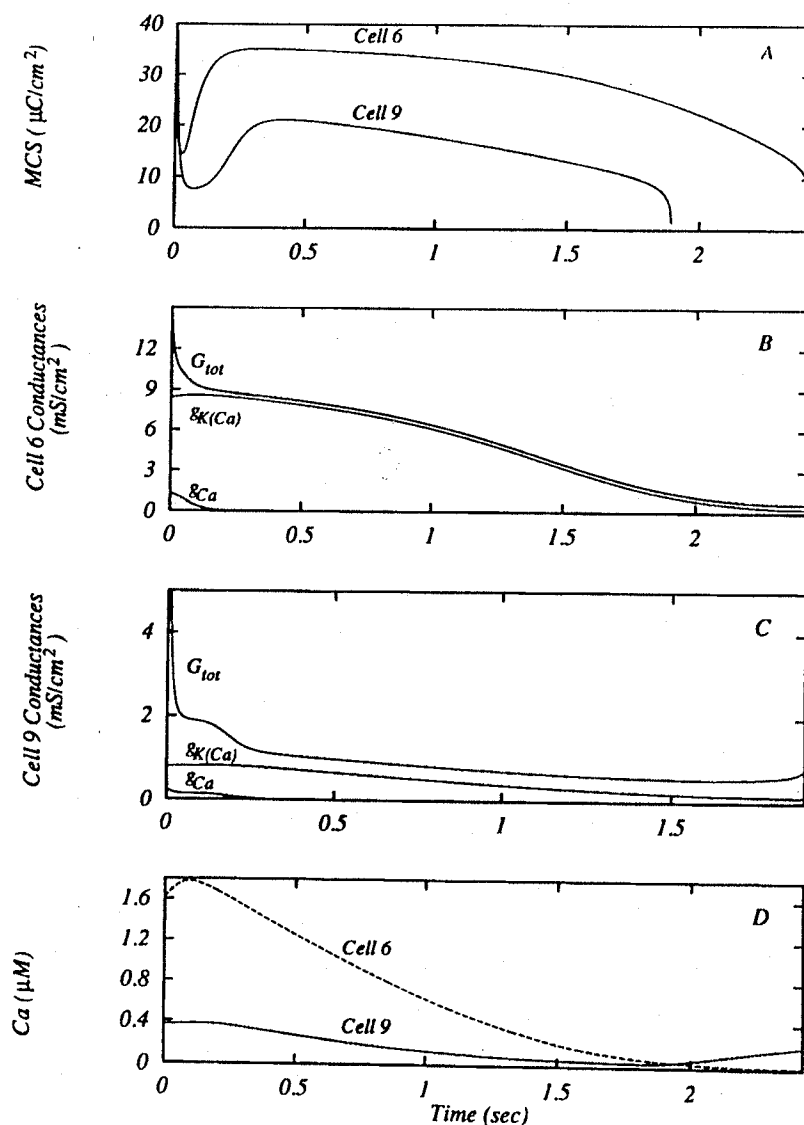 MCS ( μC/cm²)
40
30
20
10
0
Cell 6
Cell 9
A
0 0.5 1 1.5 2
Cell 6 Conductances
(mS/cm²)
12
9
6
3
0
G_tot
g_K(Ca)
g_Ca
B
0 0.5 1 1.5 2
Cell 9 Conductances
(mS/cm²)
4
2
0
G_tot
g_K(Ca)
g_Ca
C
0 0.5 1 1.5
Ca ( μM)
1.6
1.2
0.8
0.4
0
Cell 6
Cell 9
D
0 0.5 1 1.5 2
Time (sec)